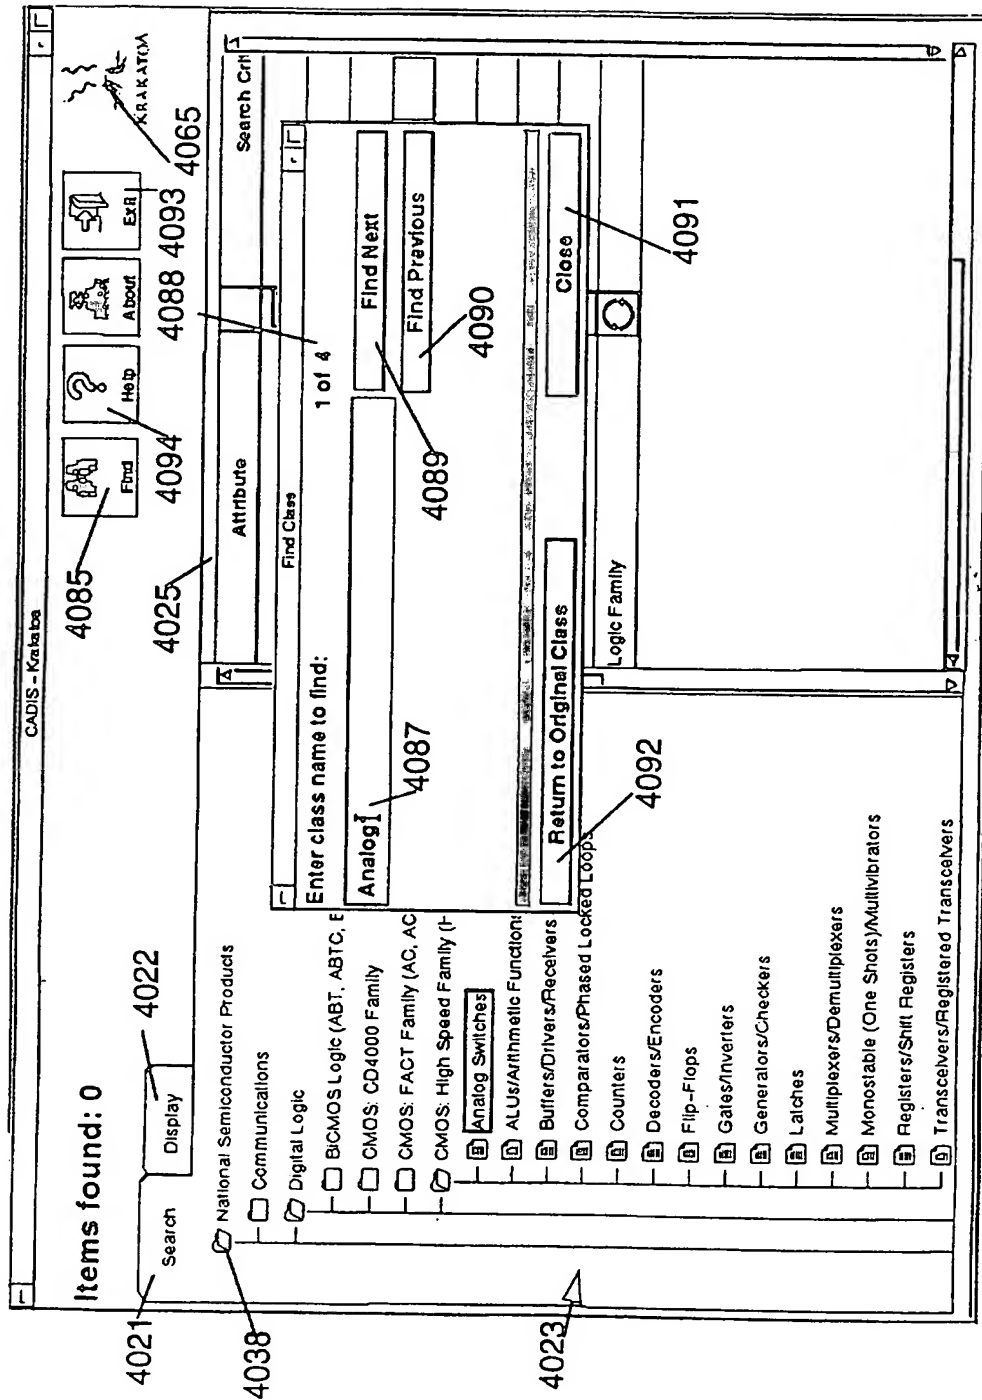 CADIS - Krakatoa
Items found: 0
4085
4094
4088
4093
4065
Find
Help
About
Exit
KRAKATOA
4021
Search
Display
4022
4025
Attribute
Search Crit
4038
National Semiconductor Products
Communications
Digital Logic
BiCMOS Logic (ABT, ABTC, B
CMOS: CD4000 Family
CMOS: FACT Family (AC, AC
CMOS: High Speed Family (H
Analog Switches
ALUs/Arithmetic Functions
Buffers/Drivers/Receivers
Comparators/Phased Locked Loops
Counters
Decoders/Encoders
Flip-Flops
Gates/Inverters
Generators/Checkers
Latches
Multiplexers/Demultiplexers
Monostable (One Shots)/Multivibrators
Registers/Shift Registers
Transceivers/Registered Transceivers
4023
Find Class
Enter class name to find:
1 of 4
Analog
4087
Find Next
4089
Find Previous
4090
Return to Original Class
4092
Close
4091
Logic Family